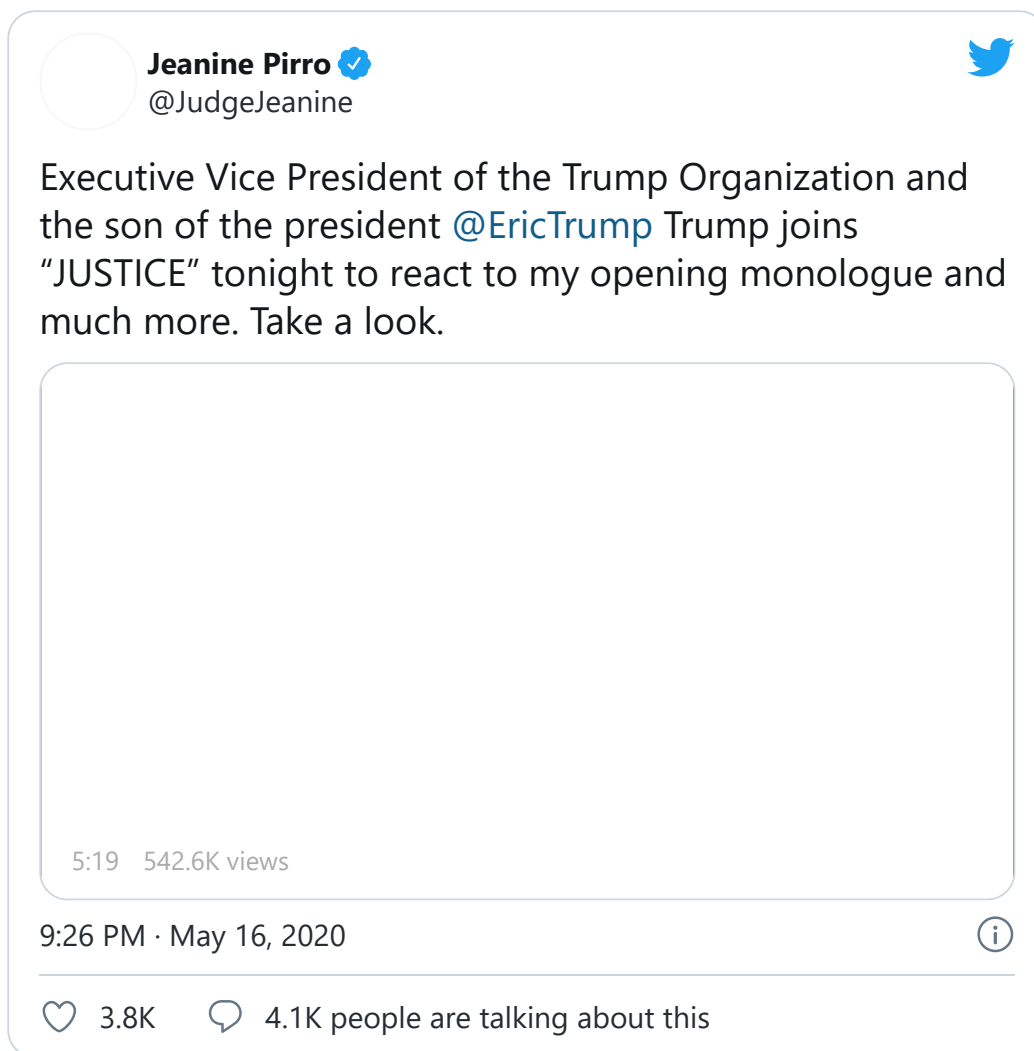 Jeanine Pirro
@JudgeJeanine
Executive Vice President of the Trump Organization and
the son of the president @EricTrump Trump joins
“JUSTICE” tonight to react to my opening monologue and
much more. Take a look.
5:19 542.6K views
9:26 PM · May 16, 2020
3.8K 4.1K people are talking about this